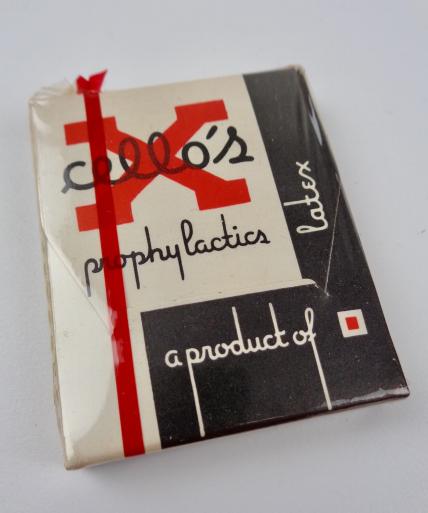 X
cello's
prophylactics
latex
a product of